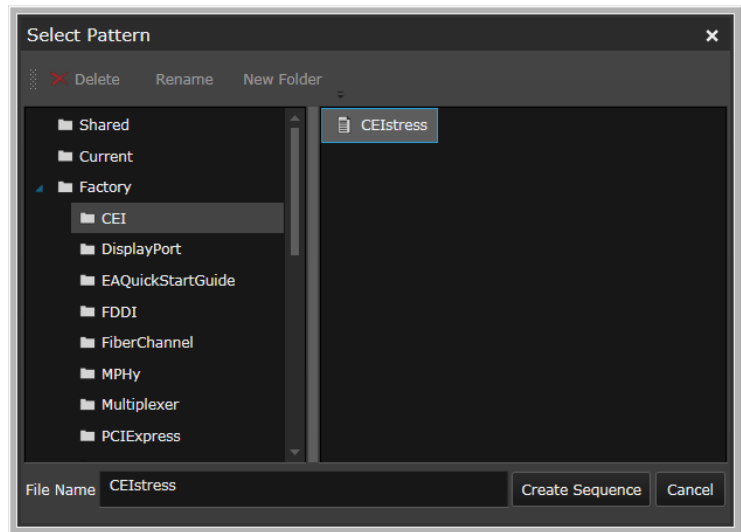 Select Pattern
Delete Rename New Folder
Shared
Current
Factory
CEI
DisplayPort
EAQuickStartGuide
FDDI
FiberChannel
MPHy
Multiplexer
PCIExpress
CEIstress
File Name CEIstress Create Sequence Cancel